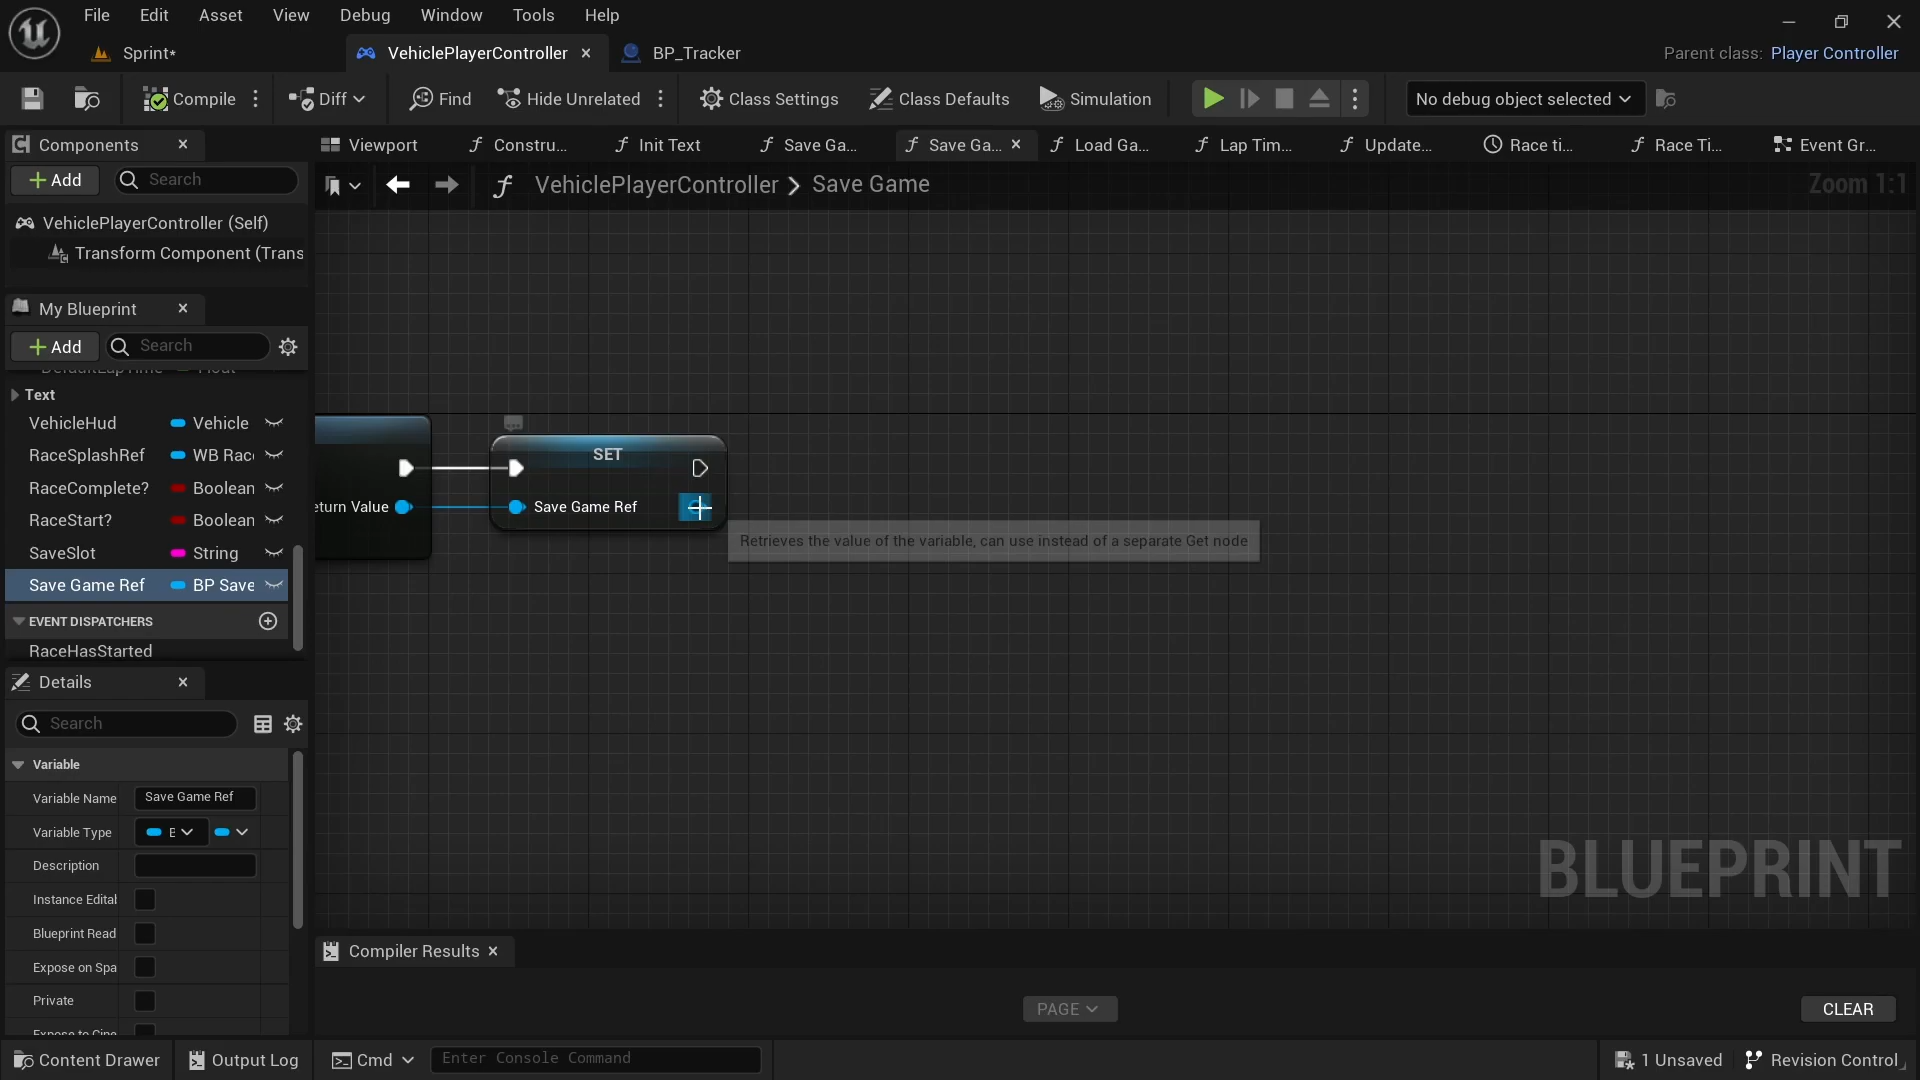 File Edit Asset View Debug Window Tools Help
Sprint* VehiclePlayerController BP_Tracker Parent class: Player Controller
Compile Diff Find Hide Unrelated Class Settings Class Defaults Simulation No debug object selected
Components Viewport Constru... Init Text Save Ga... Save Ga... Load Ga... Lap Tim... Update... Race ti... Race Ti... Event Gr...
Add Search VehiclePlayerController > Save Game Zoom 1:1
VehiclePlayerController (Self)
Transform Component (Trans
My Blueprint
Add Search
DefaultLapTime Float
Text
VehicleHud Vehicle
RaceSplashRef WB Rac
RaceComplete? Boolean
RaceStart? Boolean
SaveSlot String
Save Game Ref BP Save
EVENT DISPATCHERS
RaceHasStarted
SET
eturn Value Save Game Ref
Retrieves the value of the variable, can use instead of a separate Get node
Details
Search
Variable
Variable Name Save Game Ref
Variable Type
Description
Instance Edital
Blueprint Read
Expose on Spa
Private
Expose to Cine
BLUEPRINT
Compiler Results
PAGE CLEAR
Content Drawer Output Log Cmd Enter Console Command 1 Unsaved Revision Control